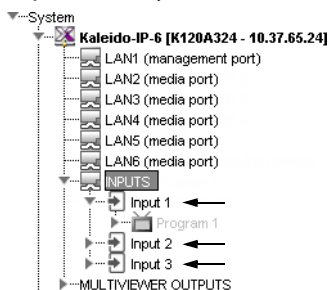 System
Kaleido-IP-6 [K120A324 - 10.37.65.24]
LAN1 (management port)
LAN2 (media port)
LAN3 (media port)
LAN4 (media port)
LAN5 (media port)
LAN6 (media port)
INPUTS
Input 1
Program 1
Input 2
Input 3
MULTIVIEWER OUTPUTS